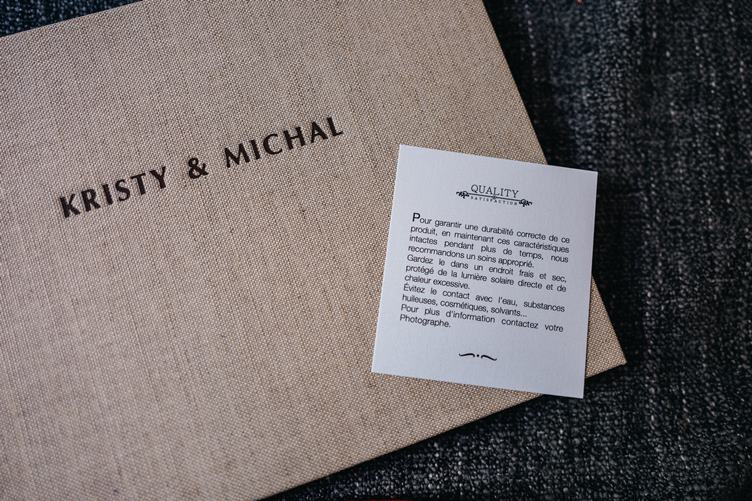 KRISTY & MICHAL
QUALITY
SATISFACTION
Pour garantir une durabilité correcte de ce
produit, en maintenant ces caractéristiques
intactes pendant plus de temps, nous
recommandons un soins approprié.
Gardez le dans un endroit frais et sec,
protégé de la lumière solaire directe et de
chaleur excessive.
Évitez le contact avec l'eau, substances
huileuses, cosmétiques, solvants...
Pour plus d'information contactez votre
Photographe.